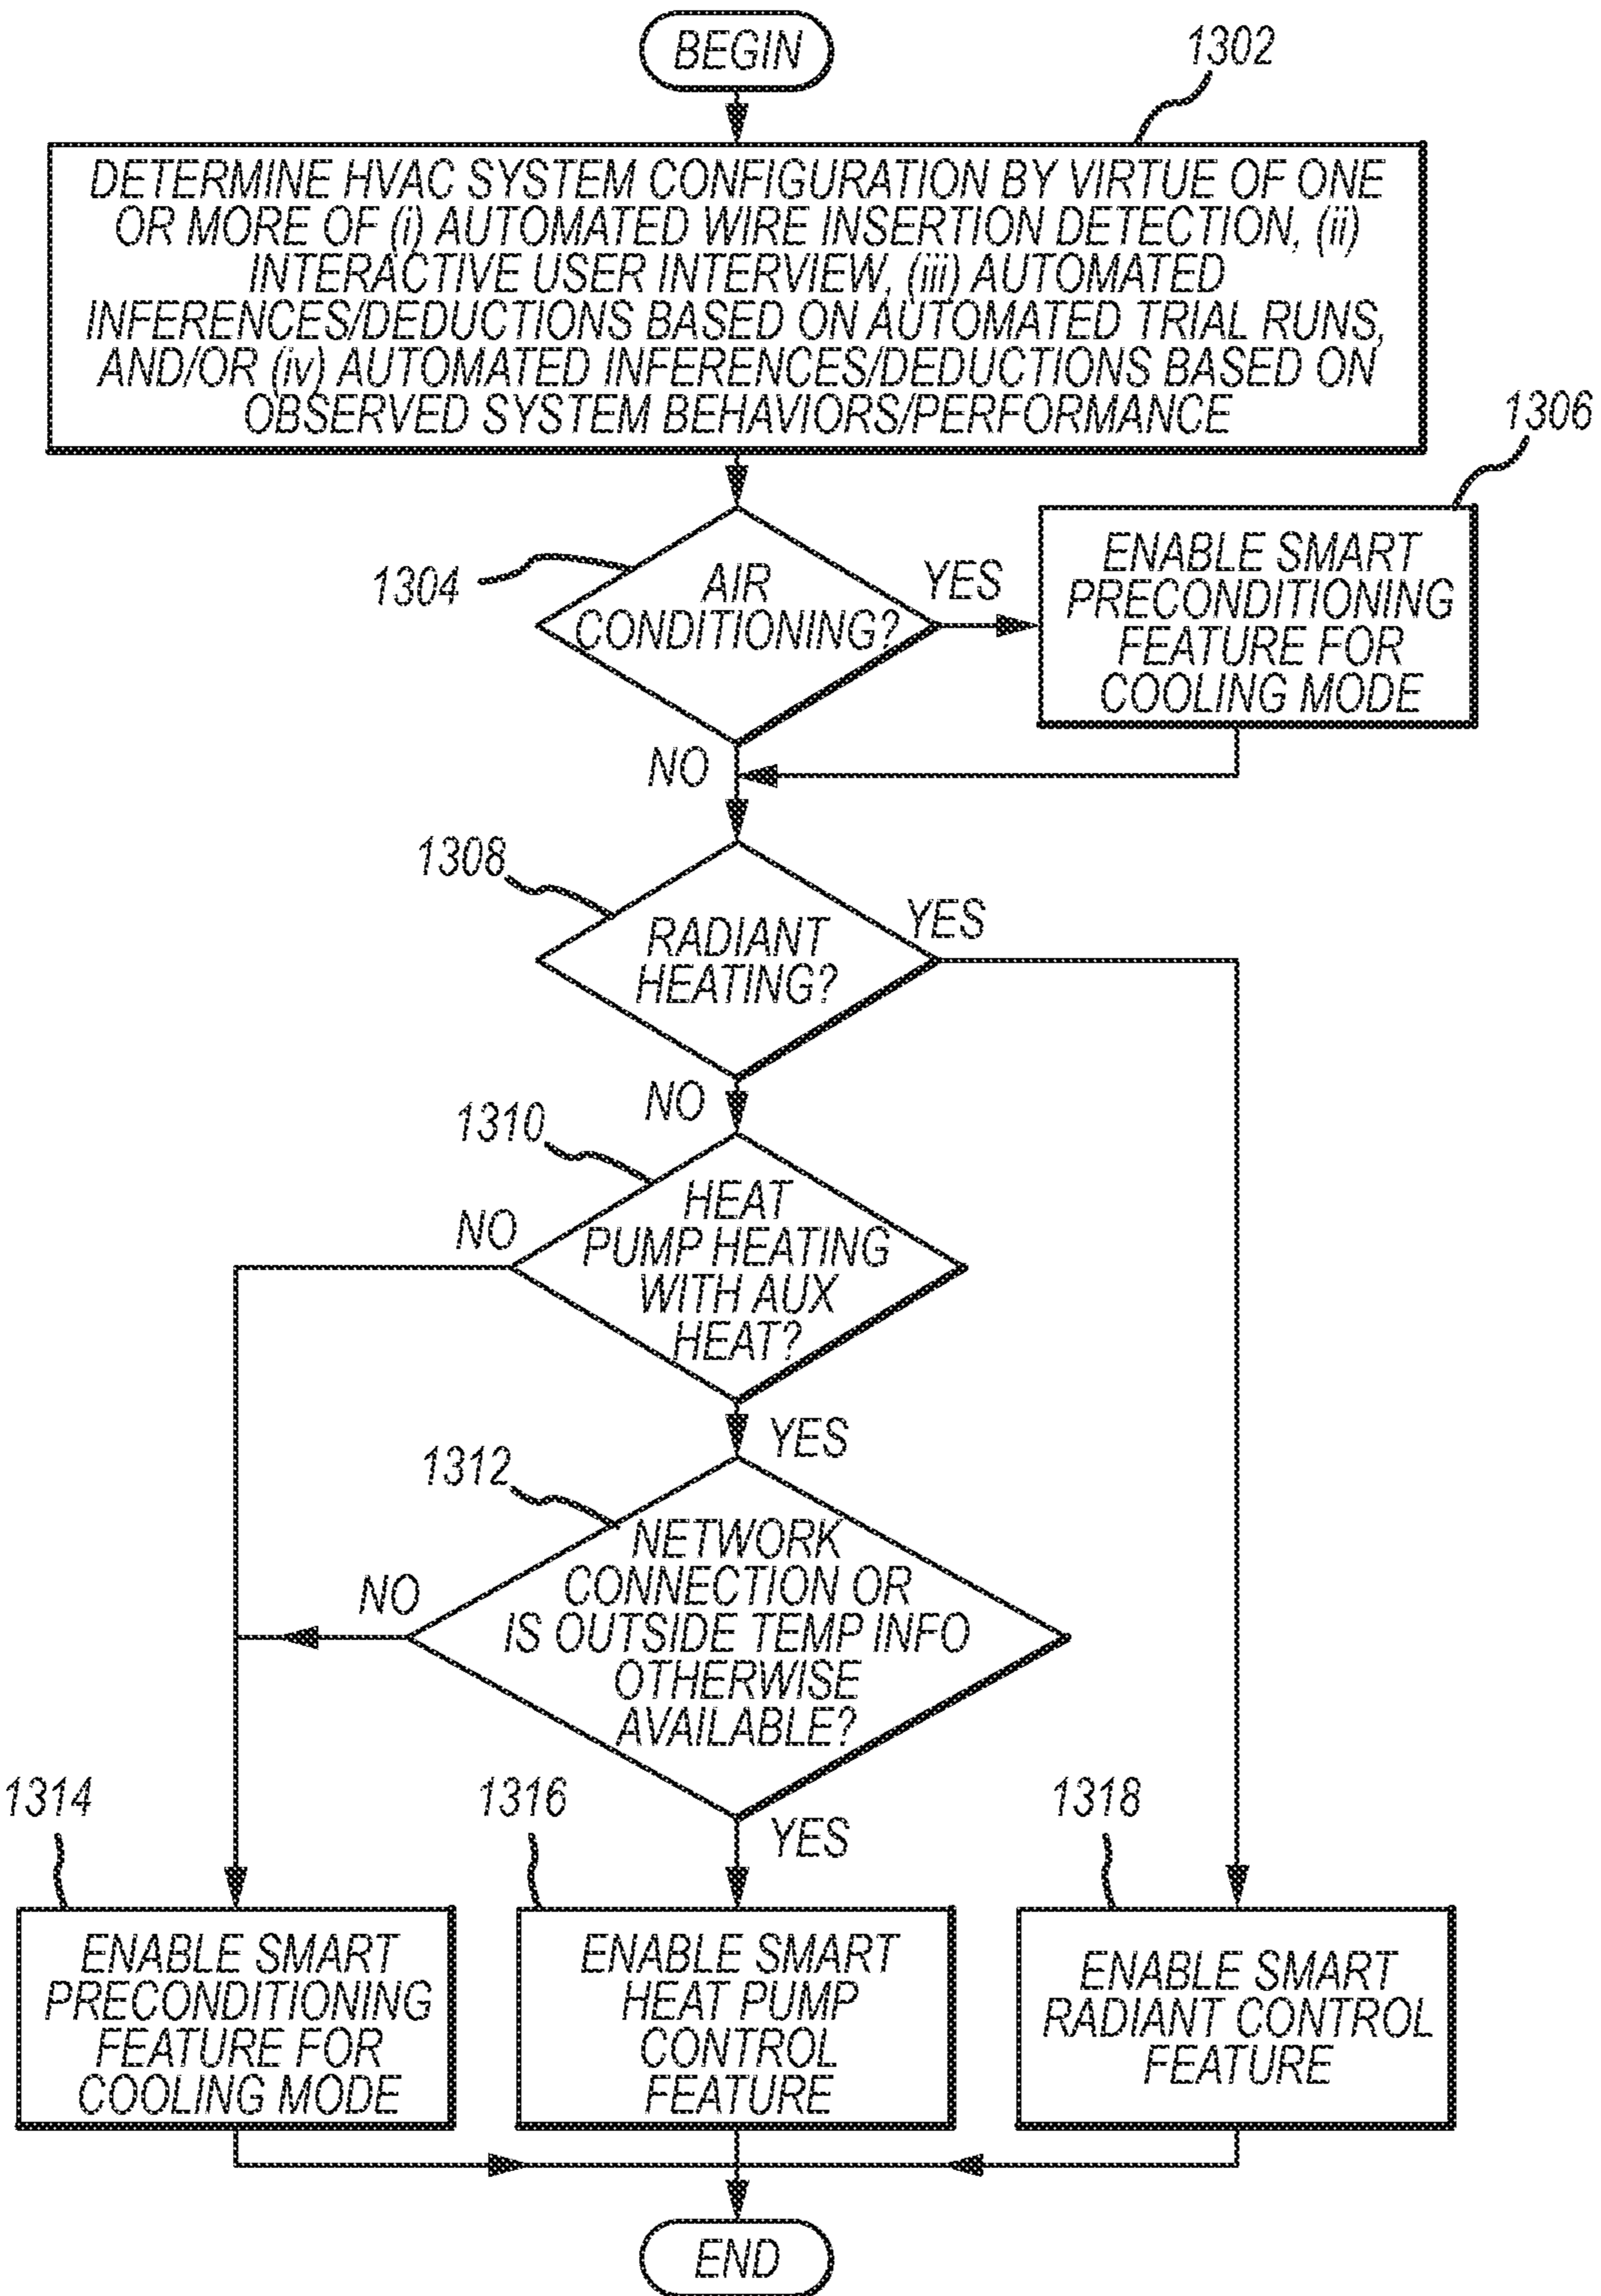 BEGIN
1302
DETERMINE HVAC SYSTEM CONFIGURATION BY VIRTUE OF ONE
OR MORE OF (i) AUTOMATED WIRE INSERTION DETECTION, (ii)
INTERACTIVE USER INTERVIEW, (iii) AUTOMATED
INFERENCES/DEDUCTIONS BASED ON AUTOMATED TRIAL RUNS,
AND/OR (iv) AUTOMATED INFERENCES/DEDUCTIONS BASED ON
OBSERVED SYSTEM BEHAVIORS/PERFORMANCE
1304
AIR
CONDITIONING?
YES
1306
ENABLE SMART
PRECONDITIONING
FEATURE FOR
COOLING MODE
NO
1308
RADIANT
HEATING?
YES
NO
1310
HEAT
PUMP HEATING
WITH AUX
HEAT?
NO
YES
1312
NETWORK
CONNECTION OR
IS OUTSIDE TEMP INFO
OTHERWISE
AVAILABLE?
NO
YES
1314
ENABLE SMART
PRECONDITIONING
FEATURE FOR
COOLING MODE
1316
ENABLE SMART
HEAT PUMP
CONTROL
FEATURE
1318
ENABLE SMART
RADIANT CONTROL
FEATURE
END